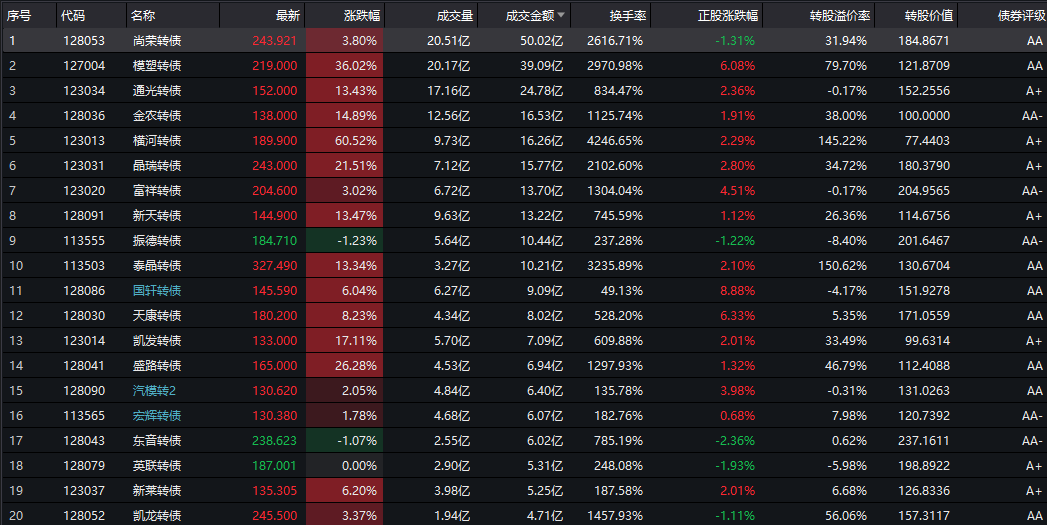 序号 代码 名称 最新 涨跌幅 成交量 成交金额 换手率 正股涨跌幅 转股溢价率 转股价值 债券评级
1 128053 尚荣转债 243.921 3.80% 20.51亿 50.02亿 2616.71% -1.31% 31.94% 184.8671 AA
2 127004 模塑转债 219.000 36.02% 20.17亿 39.09亿 2970.98% 6.08% 79.70% 121.8709 AA
3 123034 通光转债 152.000 13.43% 17.16亿 24.78亿 834.47% 2.36% -0.17% 152.2556 A+
4 128036 金农转债 138.000 14.89% 12.56亿 16.53亿 1125.74% 1.91% 38.00% 100.0000 AA-
5 123013 横河转债 189.900 60.52% 9.73亿 16.26亿 4246.65% 2.29% 145.22% 77.4403 A+
6 123031 晶瑞转债 243.000 21.51% 7.12亿 15.77亿 2102.60% 2.80% 34.72% 180.3790 A+
7 123020 富祥转债 204.600 3.02% 6.72亿 13.70亿 1304.04% 4.51% -0.17% 204.9565 AA-
8 128091 新天转债 144.900 13.47% 9.63亿 13.22亿 745.59% 1.12% 26.36% 114.6756 A+
9 113555 振德转债 184.710 -1.23% 5.64亿 10.44亿 237.28% -1.22% -8.40% 201.6467 AA-
10 113503 泰晶转债 327.490 13.34% 3.27亿 10.21亿 3235.89% 2.10% 150.62% 130.6704 AA-
11 128086 国轩转债 145.590 6.04% 6.27亿 9.09亿 49.13% 8.88% -4.17% 151.9278 AA
12 128030 天康转债 180.200 8.23% 4.34亿 8.02亿 528.20% 6.33% 5.35% 171.0559 AA
13 123014 凯发转债 133.000 17.11% 5.70亿 7.09亿 609.88% 2.01% 33.49% 99.6314 A+
14 128041 盛路转债 165.000 26.28% 4.53亿 6.94亿 1297.93% 1.32% 46.79% 112.4088 AA
15 128090 汽模转2 130.620 2.05% 4.84亿 6.40亿 135.78% 3.98% -0.31% 131.0263 AA
16 113565 宏辉转债 130.380 1.78% 4.68亿 6.07亿 182.76% 0.68% 7.98% 120.7392 AA-
17 128043 东音转债 238.623 -1.07% 2.55亿 6.02亿 785.19% -2.36% 0.62% 237.1611 AA-
18 128079 英联转债 187.001 0.00% 2.90亿 5.31亿 248.08% -1.93% -5.98% 198.8922 A+
19 123037 新莱转债 135.305 6.20% 3.98亿 5.25亿 187.58% 2.01% 6.68% 126.8336 A+
20 128052 凯龙转债 245.500 3.37% 1.94亿 4.71亿 1457.93% -1.11% 56.06% 157.3117 AA